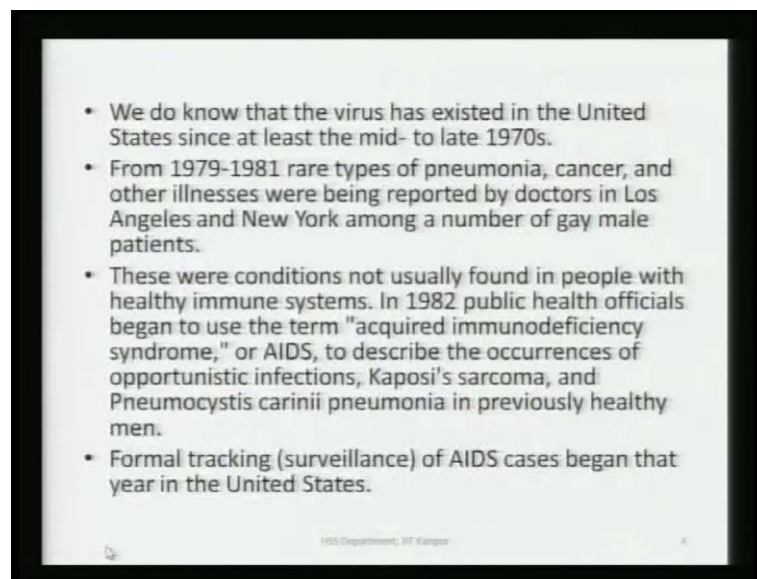 • We do know that the virus has existed in the United
States since at least the mid- to late 1970s.
• From 1979-1981 rare types of pneumonia, cancer, and
other illnesses were being reported by doctors in Los
Angeles and New York among a number of gay male
patients.
• These were conditions not usually found in people with
healthy immune systems. In 1982 public health officials
began to use the term "acquired immunodeficiency
syndrome," or AIDS, to describe the occurrences of
opportunistic infections, Kaposi's sarcoma, and
Pneumocystis carinii pneumonia in previously healthy
men.
• Formal tracking (surveillance) of AIDS cases began that
year in the United States.
HSS Department, IIT Kanpur 4